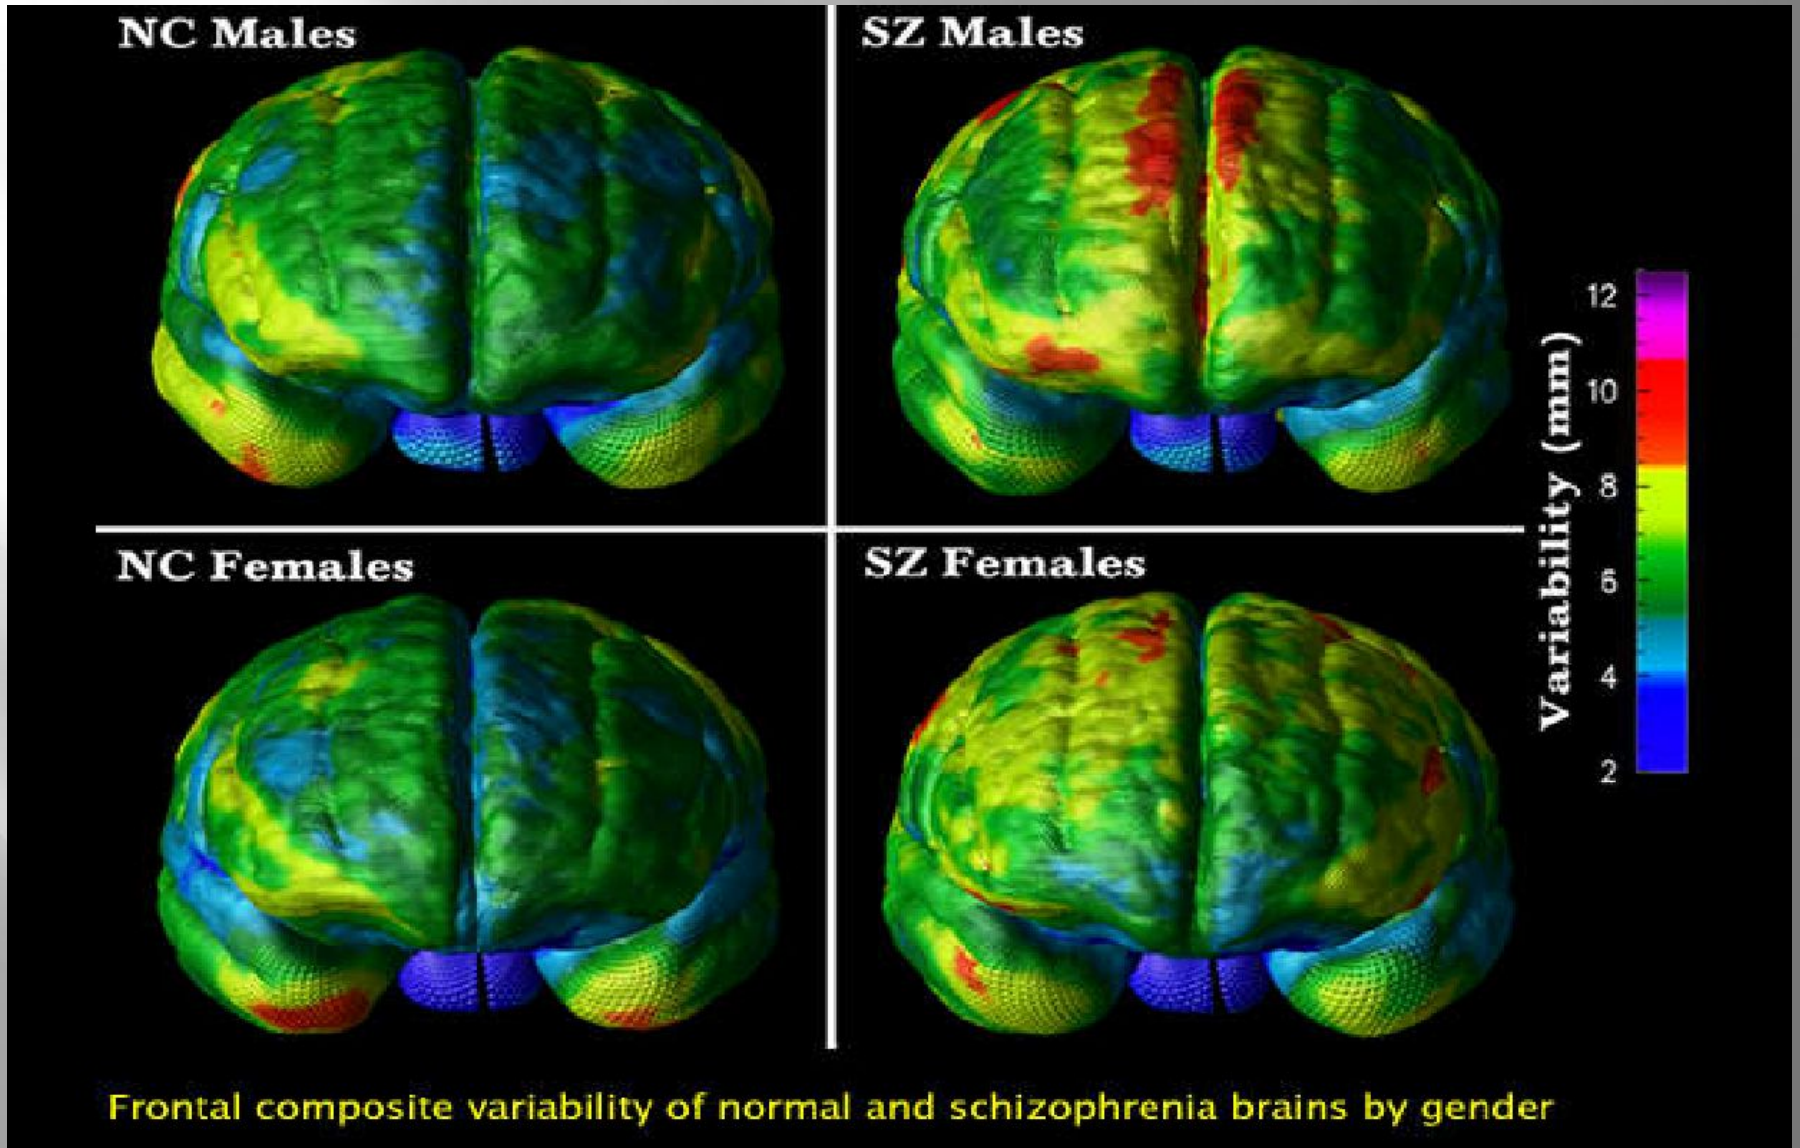 NC Males
SZ Males
NC Females
SZ Females
Variability (mm)
12
10
8
6
4
2
Frontal composite variability of normal and schizophrenia brains by gender